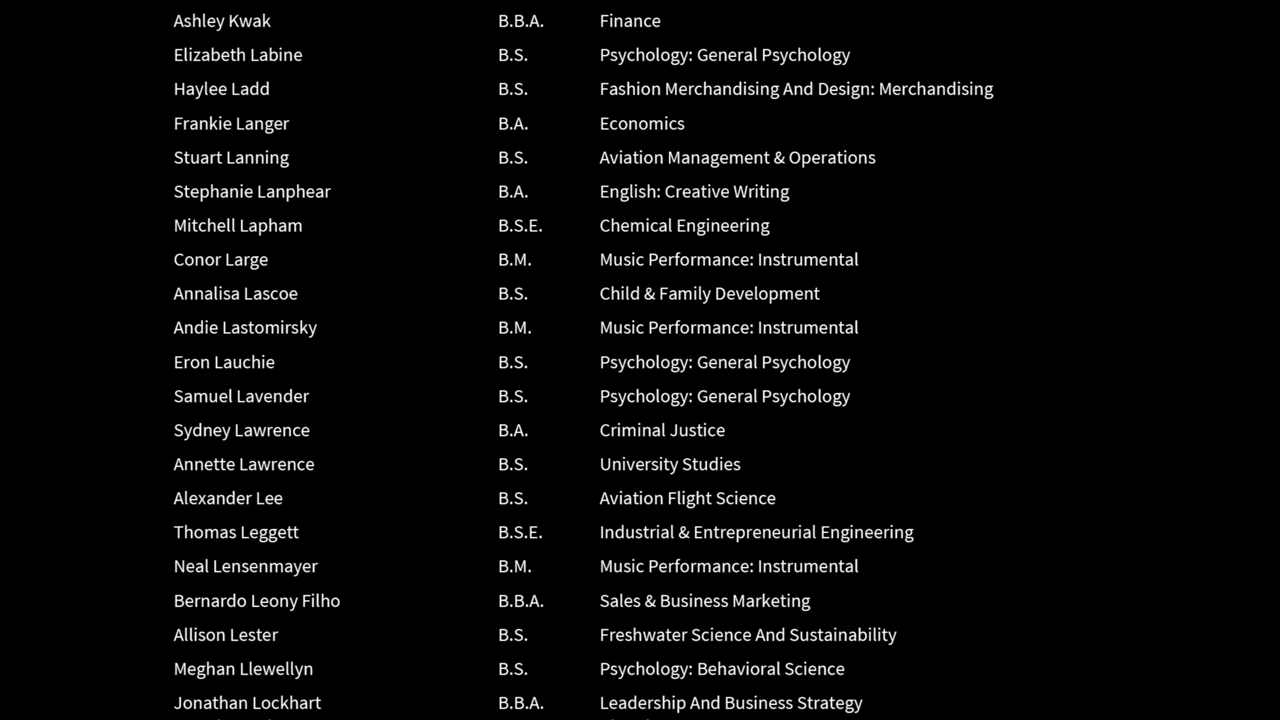 Ashley Kwak B.B.A. Finance
Elizabeth Labine B.S. Psychology: General Psychology
Haylee Ladd B.S. Fashion Merchandising And Design: Merchandising
Frankie Langer B.A. Economics
Stuart Lanning B.S. Aviation Management & Operations
Stephanie Lanphear B.A. English: Creative Writing
Mitchell Lapham B.S.E. Chemical Engineering
Conor Large B.M. Music Performance: Instrumental
Annalisa Lascoe B.S. Child & Family Development
Andie Lastomirsky B.M. Music Performance: Instrumental
Eron Lauchie B.S. Psychology: General Psychology
Samuel Lavender B.S. Psychology: General Psychology
Sydney Lawrence B.A. Criminal Justice
Annette Lawrence B.S. University Studies
Alexander Lee B.S. Aviation Flight Science
Thomas Leggett B.S.E. Industrial & Entrepreneurial Engineering
Neal Lensenmayer B.M. Music Performance: Instrumental
Bernardo Leony Filho B.B.A. Sales & Business Marketing
Allison Lester B.S. Freshwater Science And Sustainability
Meghan Llewellyn B.S. Psychology: Behavioral Science
Jonathan Lockhart B.B.A. Leadership And Business Strategy